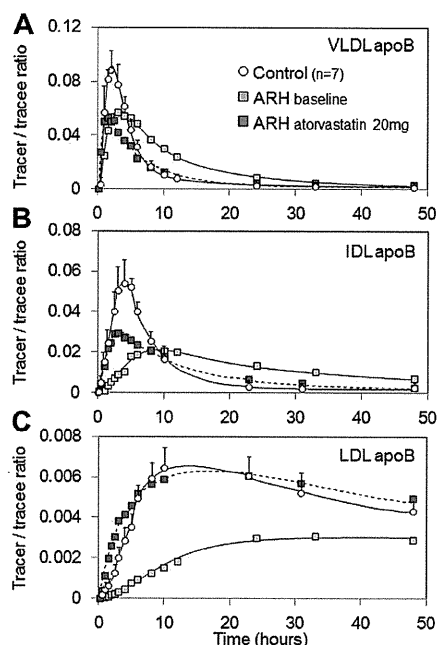 A
0.12
VLDL apoB
Control (n=7)
ARH baseline
ARH atorvastatin 20mg
0.08
0.04
0
0 10 20 30 40 50
Tracer / tracee ratio
B
0.08
IDL apoB
0.06
0.04
0.02
0
0 10 20 30 40 50
Tracer / tracee ratio
C
0.008
LDL apoB
0.006
0.004
0.002
0
0 10 20 30 40 50
Tracer / tracee ratio
Time (hours)